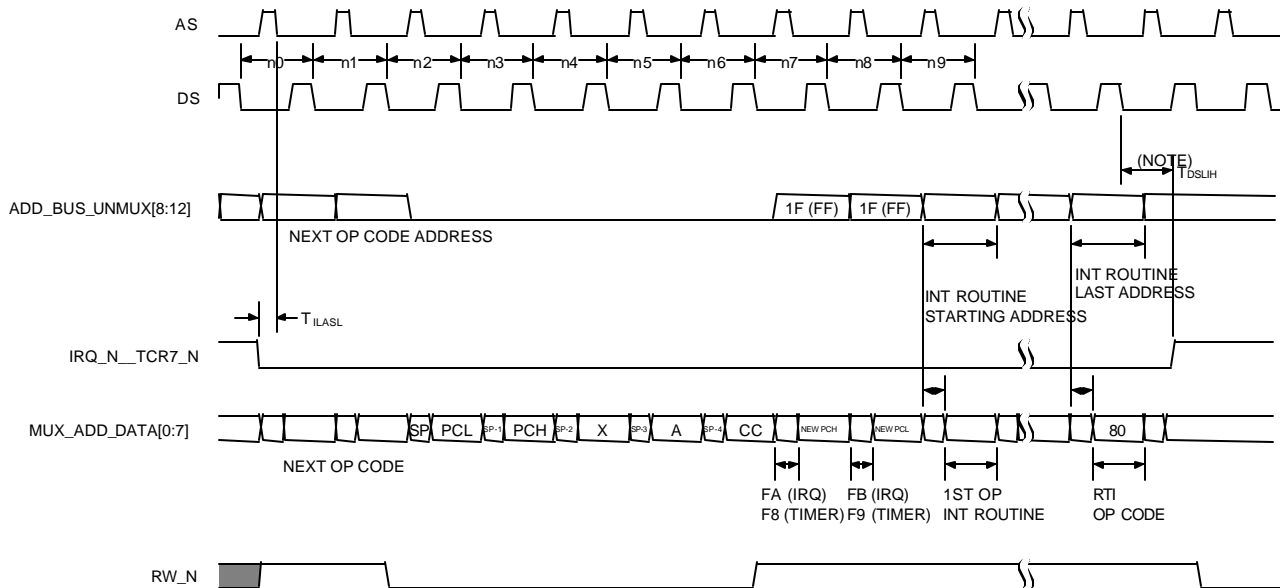 AS
n0 n1 n2 n3 n4 n5 n6 n7 n8 n9
DS
(NOTE)
TDSLIH
ADD_BUS_UNMUX[8:12]
1F (FF) 1F (FF)
NEXT OP CODE ADDRESS
INT ROUTINE
STARTING ADDRESS
INT ROUTINE
LAST ADDRESS
TILASL
IRQ_N__TCR7_N
MUX_ADD_DATA[0:7]
SP PCL SP-1 PCH SP-2 X SP-3 A SP-4 CC NEW PCH NEW PCL 80
NEXT OP CODE
FA (IRQ)
F8 (TIMER)
FB (IRQ)
F9 (TIMER)
1ST OP
INT ROUTINE
RTI
OP CODE
RW_N